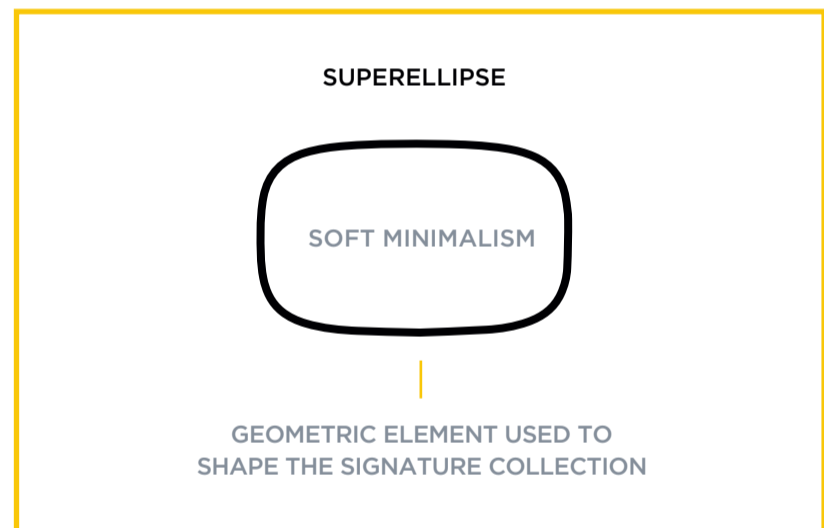 SUPERELLIPSE
SOFT MINIMALISM
GEOMETRIC ELEMENT USED TO
SHAPE THE SIGNATURE COLLECTION